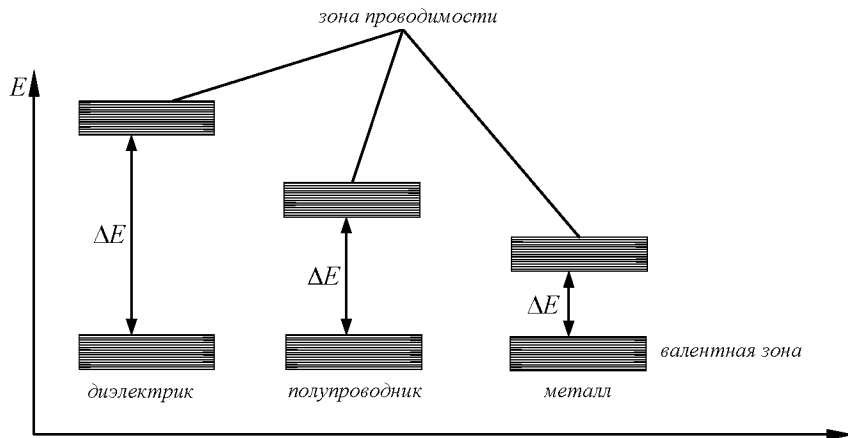 зона проводимости
E
ΔE
ΔE
ΔE
валентная зона
диэлектрик
полупроводник
металл